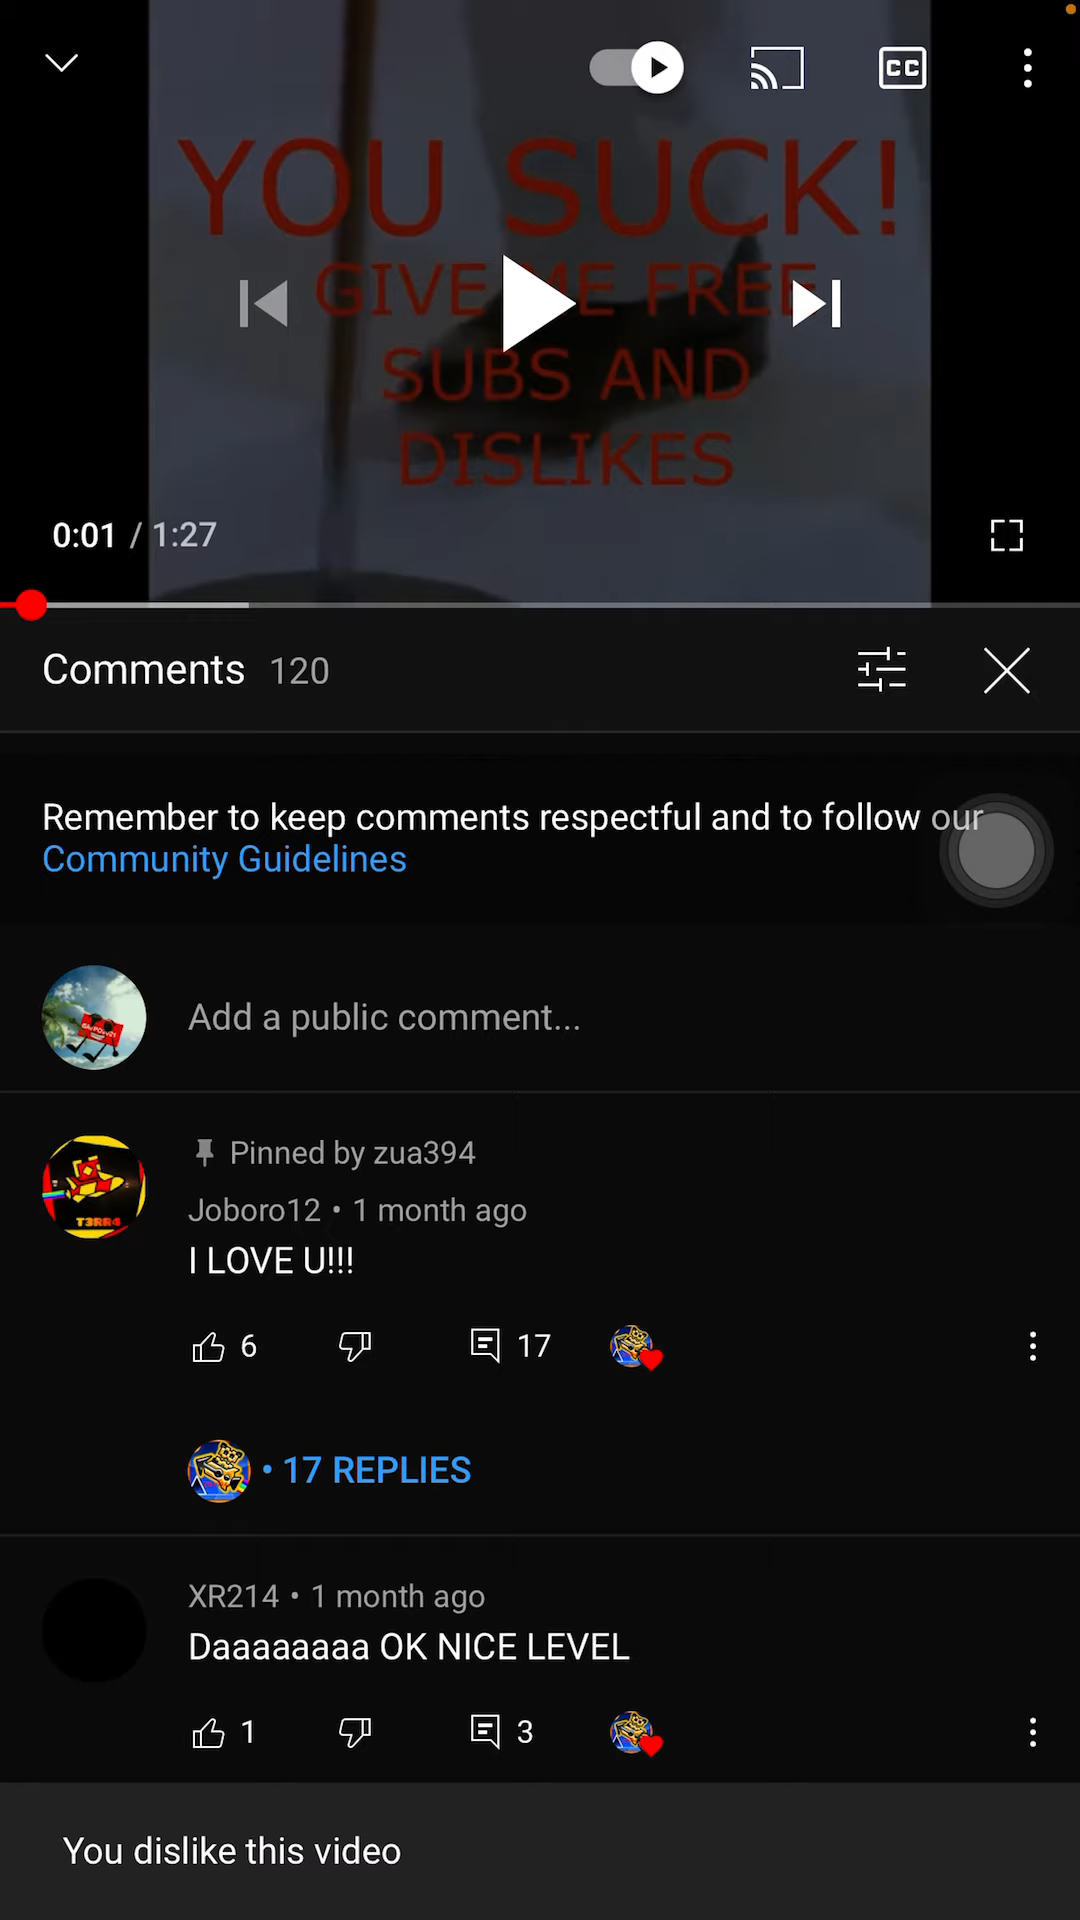 CC
YOU SUCK!
GIVE ME FREE
SUBS AND
DISLIKES
0:01 / 1:27
Comments 120
Remember to keep comments respectful and to follow our
Community Guidelines
Add a public comment...
Pinned by zua394
Joboro12 • 1 month ago
I LOVE U!!!
6 17
T3RR4
• 17 REPLIES
XR214 • 1 month ago
Daaaaaaaa OK NICE LEVEL
1 3
You dislike this video